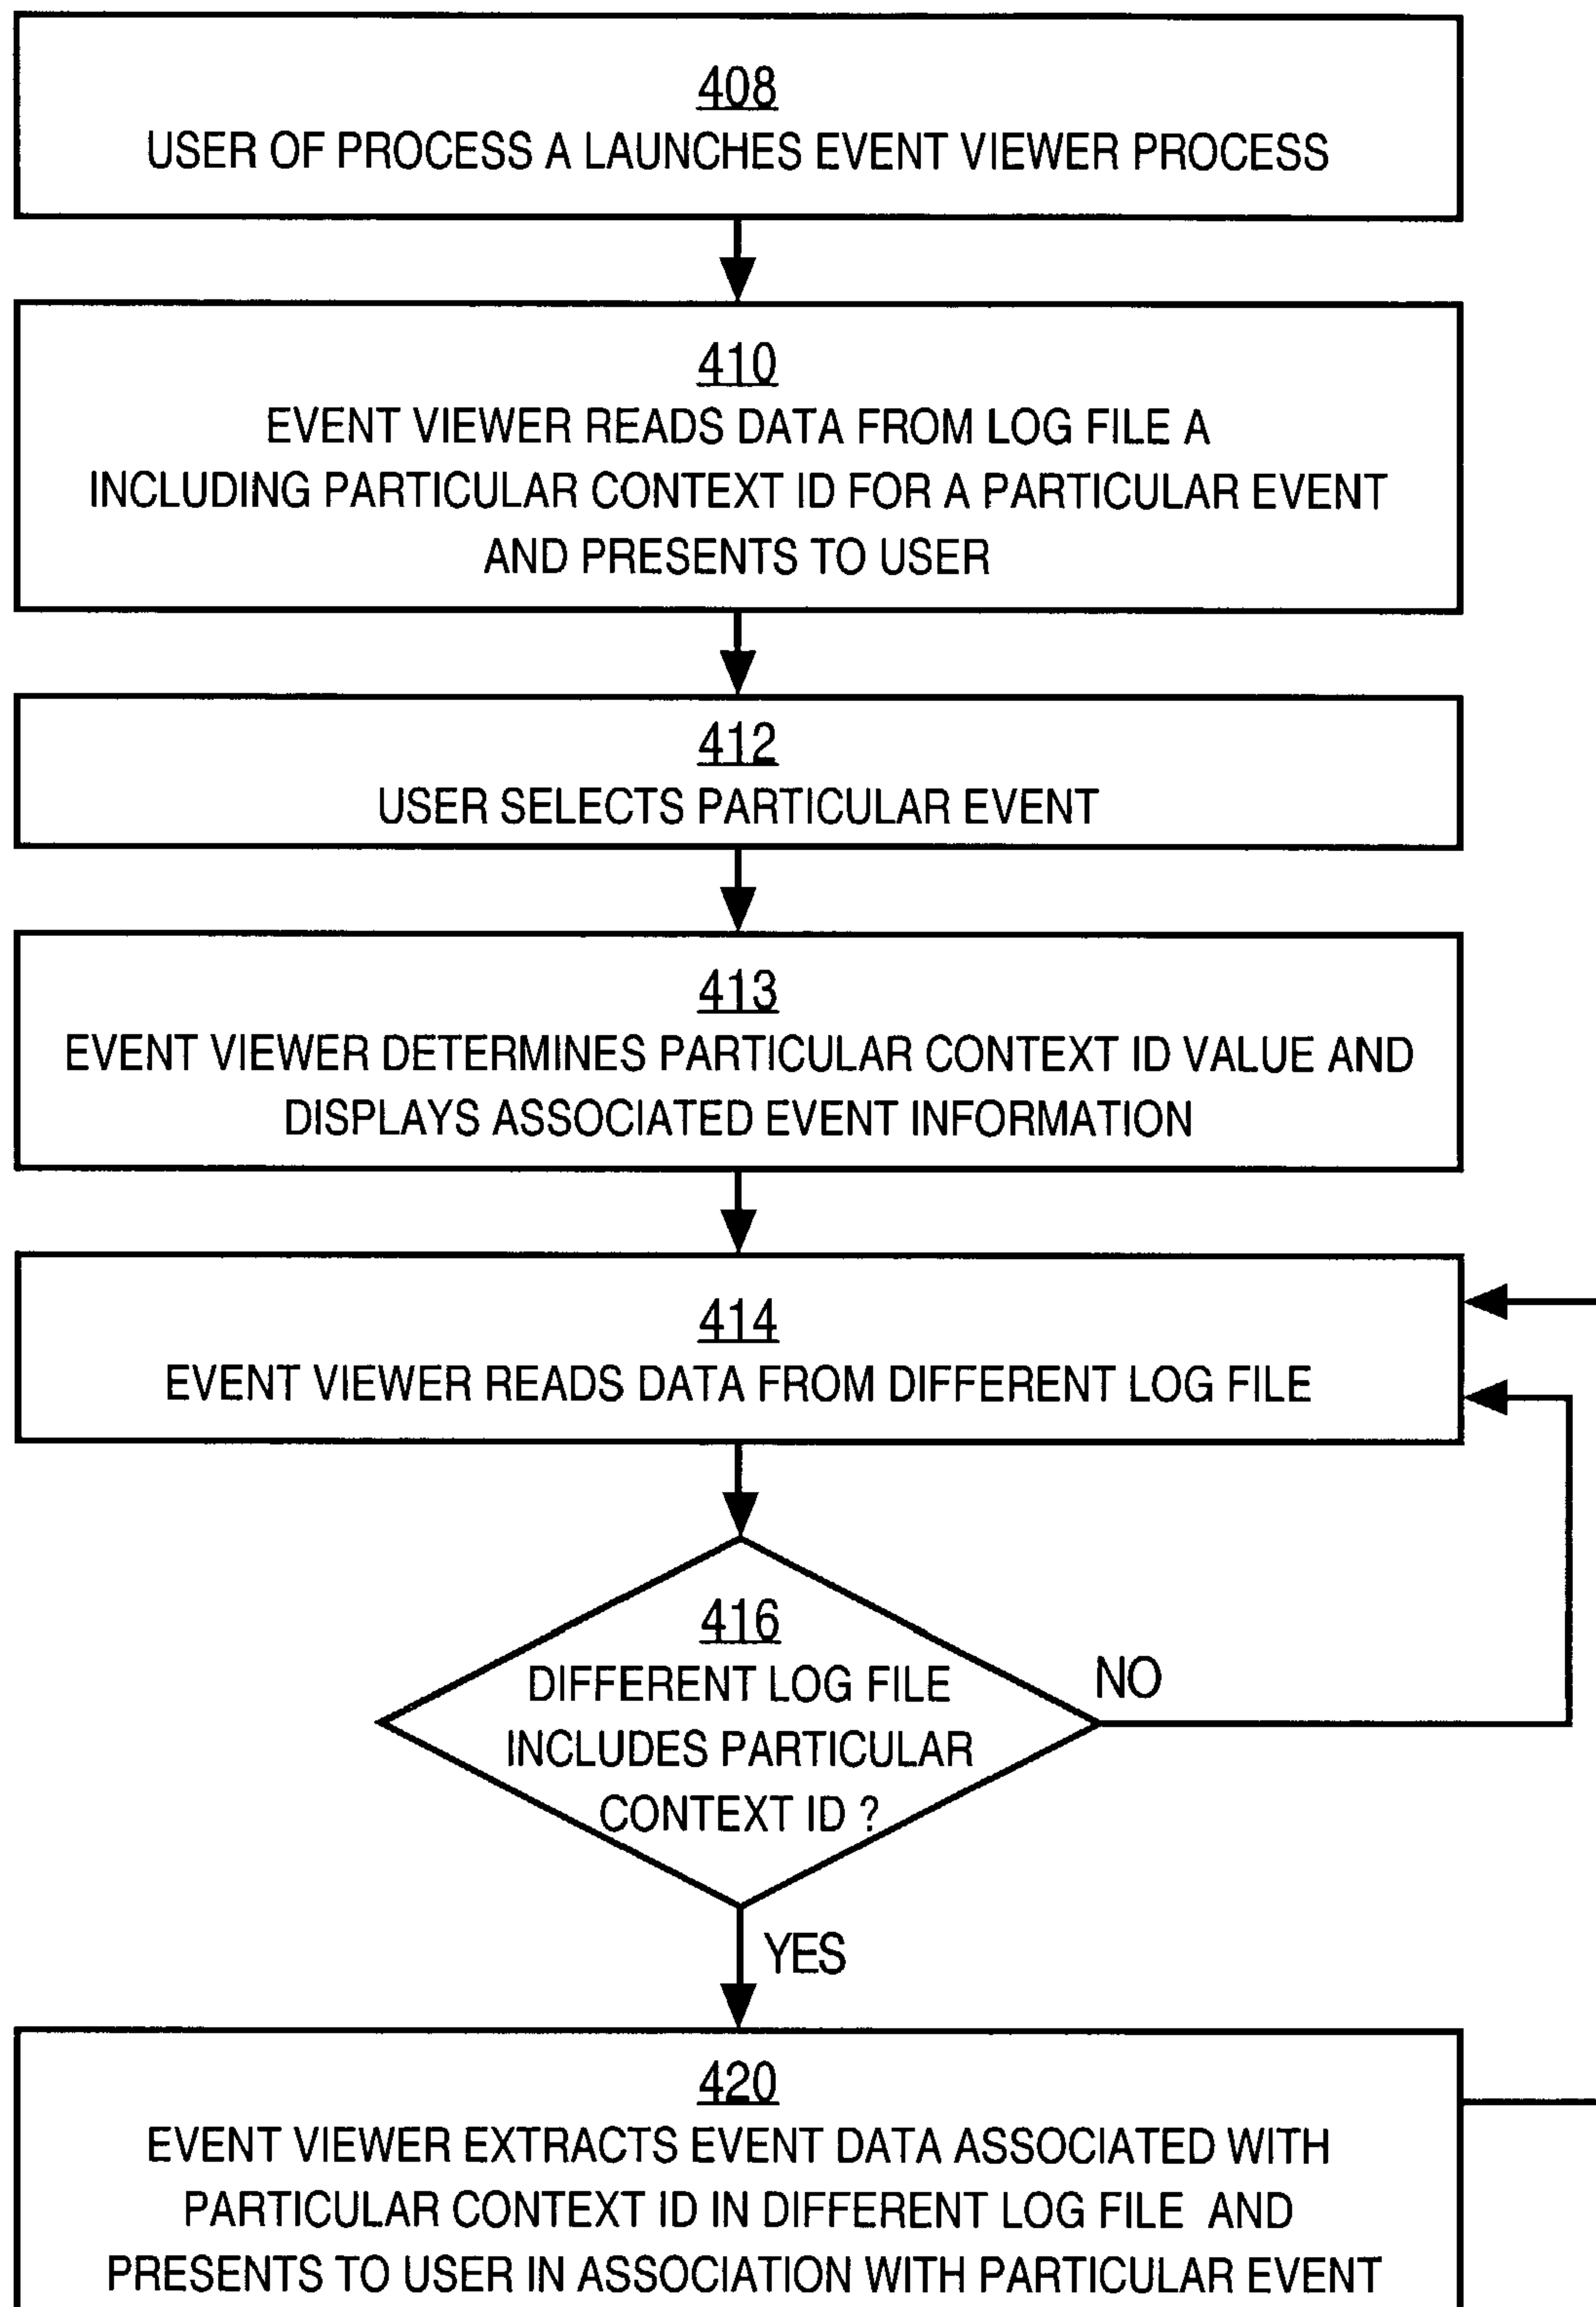 408
USER OF PROCESS A LAUNCHES EVENT VIEWER PROCESS
410
EVENT VIEWER READS DATA FROM LOG FILE A
INCLUDING PARTICULAR CONTEXT ID FOR A PARTICULAR EVENT
AND PRESENTS TO USER
412
USER SELECTS PARTICULAR EVENT
413
EVENT VIEWER DETERMINES PARTICULAR CONTEXT ID VALUE AND
DISPLAYS ASSOCIATED EVENT INFORMATION
414
EVENT VIEWER READS DATA FROM DIFFERENT LOG FILE
416
DIFFERENT LOG FILE
INCLUDES PARTICULAR
CONTEXT ID ?
NO
YES
420
EVENT VIEWER EXTRACTS EVENT DATA ASSOCIATED WITH
PARTICULAR CONTEXT ID IN DIFFERENT LOG FILE AND
PRESENTS TO USER IN ASSOCIATION WITH PARTICULAR EVENT